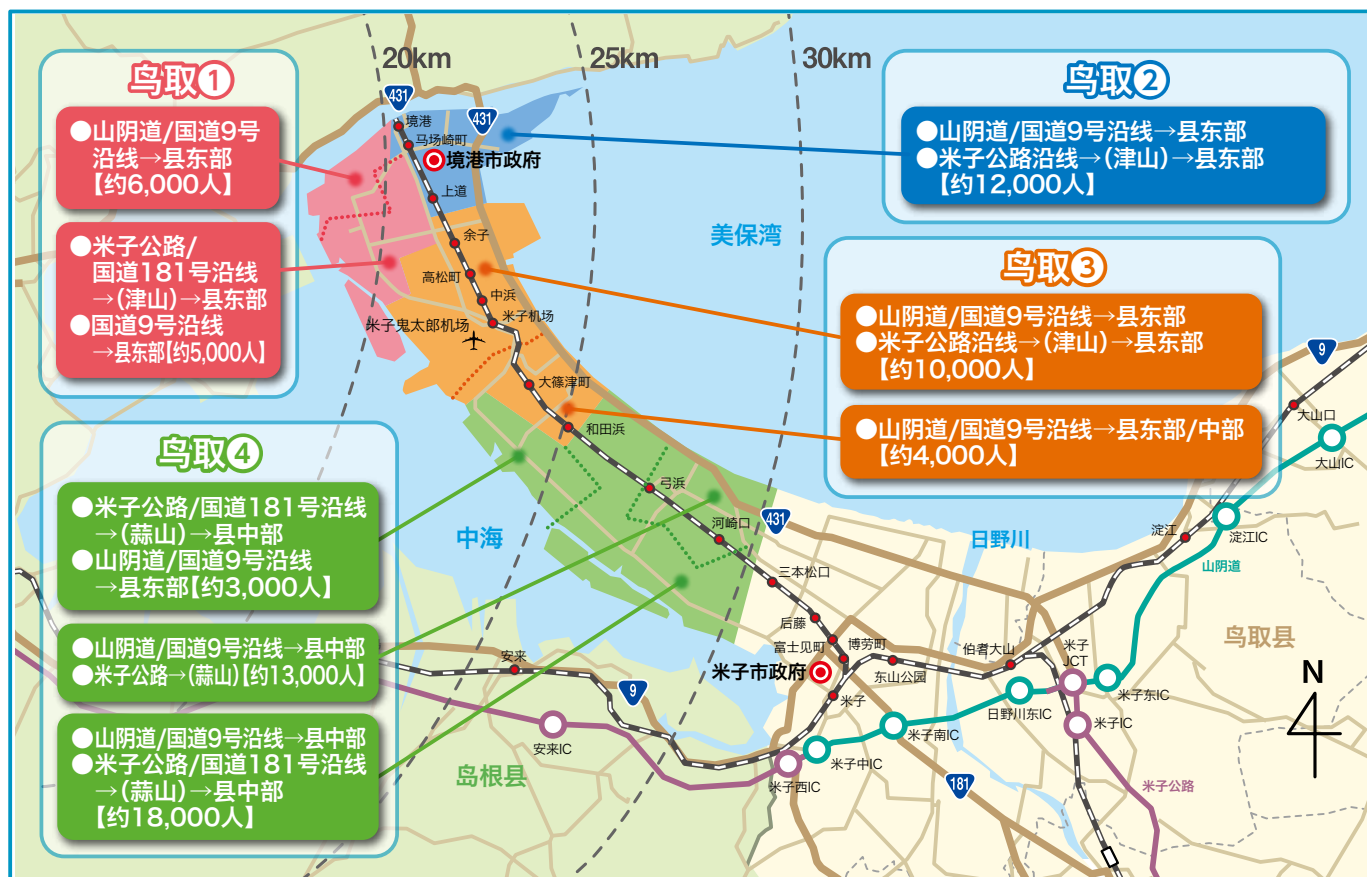 20km
25km
30km
鸟取①
●山阴道/国道9号
沿线→县东部
【约6,000人】
●米子公路/
国道181号沿线
→(津山)→县东部
●国道9号沿线
→县东部【约5,000人】
鸟取②
●山阴道/国道9号沿线→县东部
●米子公路沿线→(津山)→县东部
【约12,000人】
鸟取③
●山阴道/国道9号沿线→县东部
●米子公路沿线→(津山)→县东部
【约10,000人】
●山阴道/国道9号沿线→县东部/中部
【约4,000人】
鸟取④
●米子公路/国道181号沿线
→(蒜山)→县中部
●山阴道/国道9号沿线
→县东部【约3,000人】
●山阴道/国道9号沿线→县中部
●米子公路→(蒜山)【约13,000人】
●山阴道/国道9号沿线→县中部
●米子公路/国道181号沿线
→(蒜山)→县中部
【约18,000人】
431
431
境港
马场崎町
境港市政府
上道
余子
高松町
中浜
米子机场
米子鬼太郎机场
大篠津町
和田浜
弓浜
河崎口
431
三本松口
后藤
富士见町
博劳町
米子市政府
东山公园
米子
伯耆大山
美保湾
中海
日野川
9
大山口
大山IC
淀江
淀江IC
山阴道
鸟取县
米子
JCT
米子东IC
日野川东IC
米子IC
米子南IC
米子中IC
米子西IC
181
米子公路
安来
9
安来IC
岛根县
N